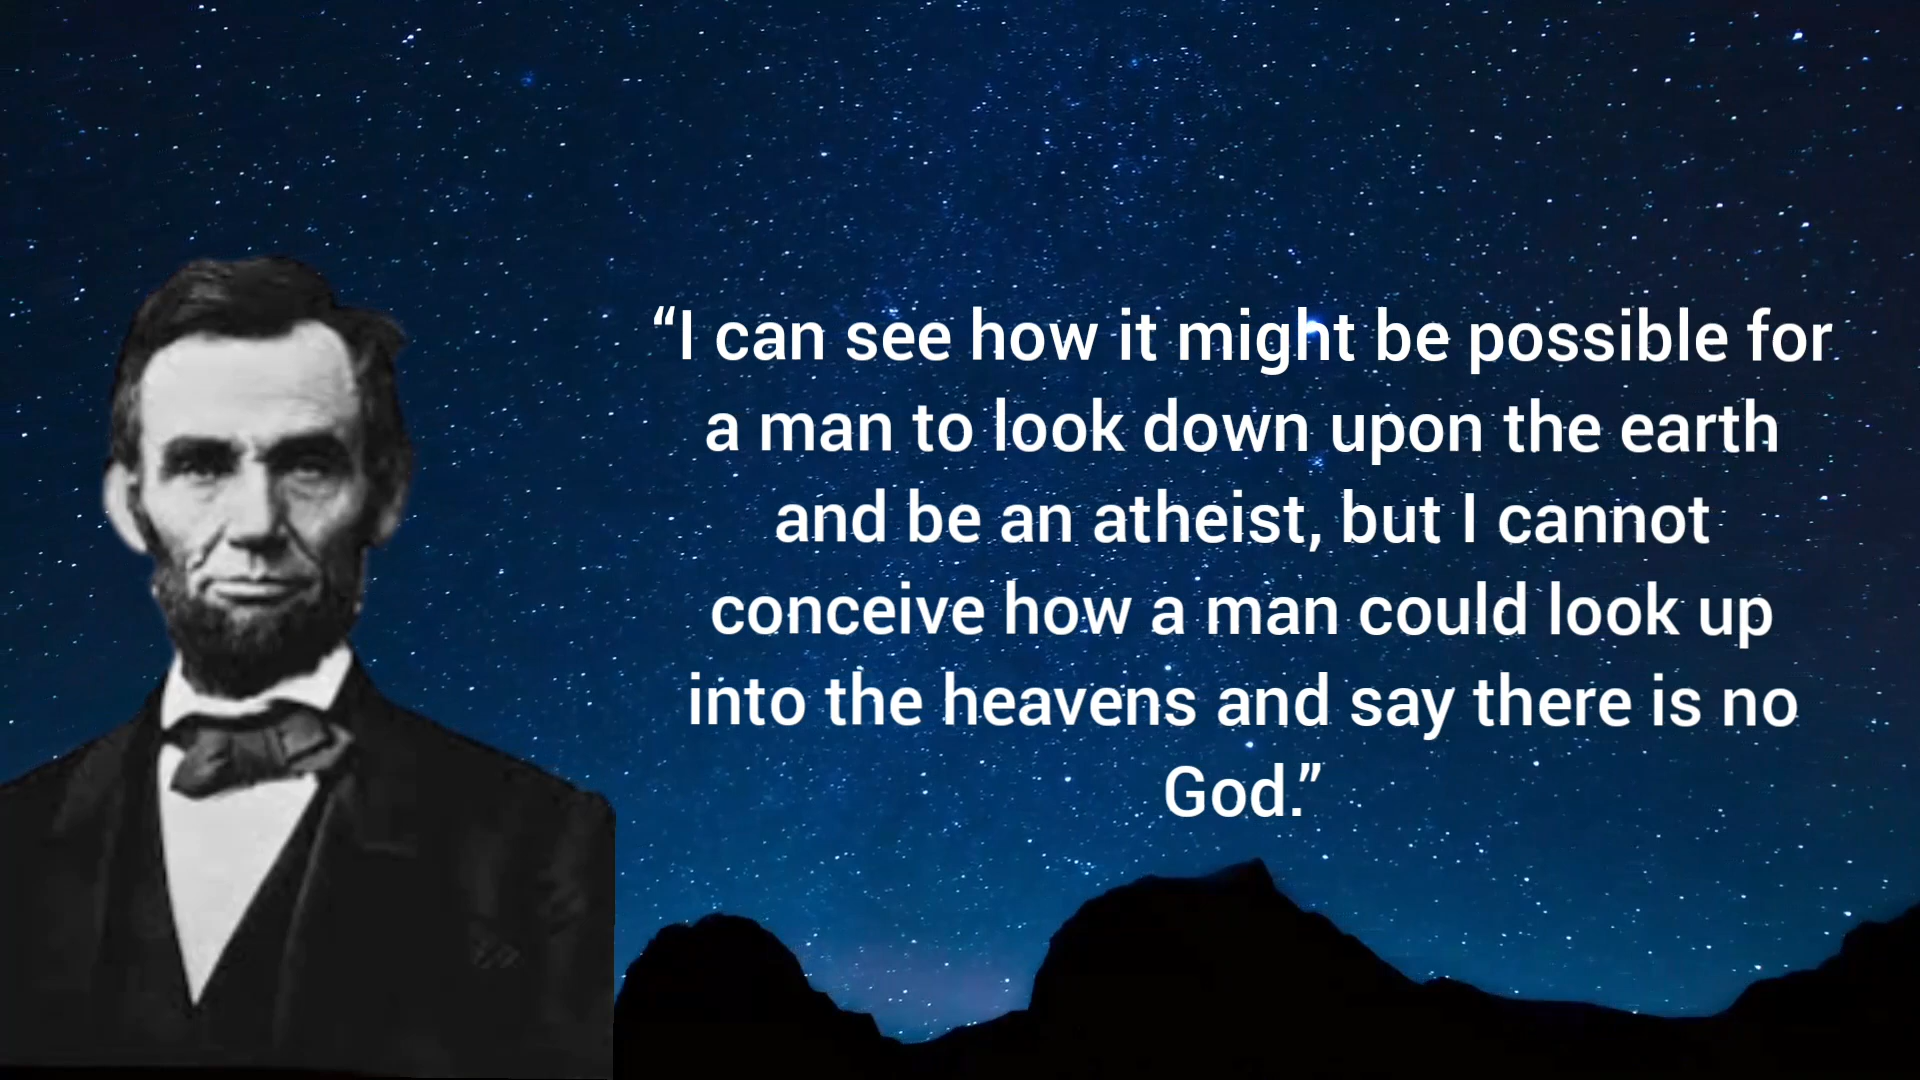 “I can see how it might be possible for
a man to look down upon the earth
and be an atheist, but I cannot
conceive how a man could look up
into the heavens and say there is no
God.”